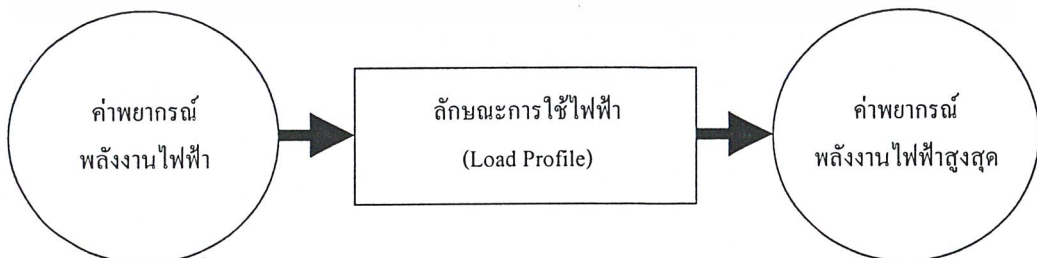 ค่าพยากรณ์
พลังงานไฟฟ้า
ลักษณะการใช้ไฟฟ้า
(Load Profile)
ค่าพยากรณ์
พลังงานไฟฟ้าสูงสุด